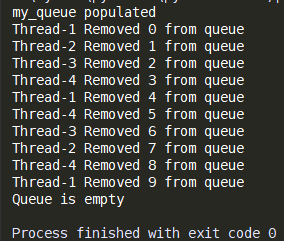 my_queue populated
Thread-1 Removed 0 from queue
Thread-2 Removed 1 from queue
Thread-3 Removed 2 from queue
Thread-4 Removed 3 from queue
Thread-1 Removed 4 from queue
Thread-4 Removed 5 from queue
Thread-3 Removed 6 from queue
Thread-2 Removed 7 from queue
Thread-4 Removed 8 from queue
Thread-1 Removed 9 from queue
Queue is empty
Process finished with exit code 0